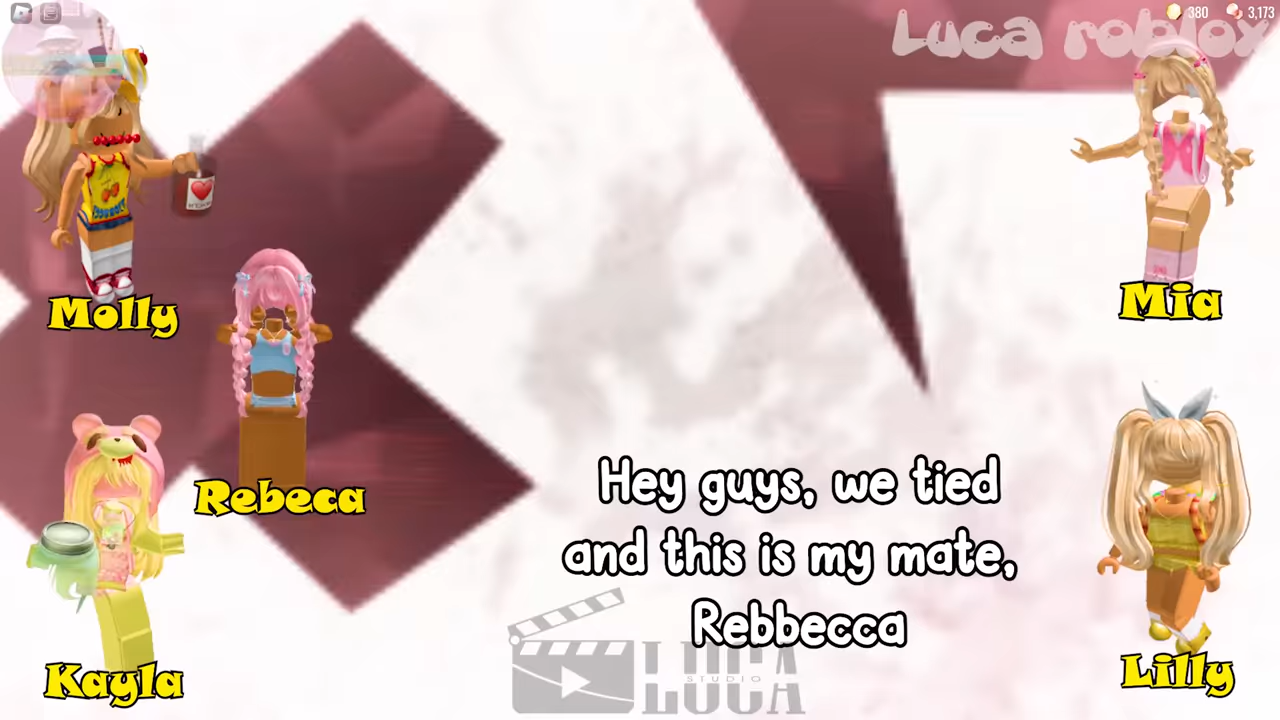 380 3,173
Luca roblox
Molly
Mia
Rebeca
Hey guys, we tied
and this is my mate,
Rebbecca
Kayla
Lilly
LUCA
STUDIO